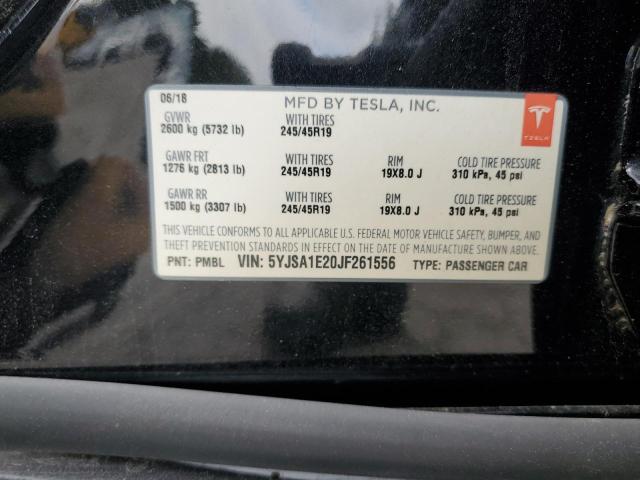 06/18 MFD BY TESLA, INC.
GVWR WITH TIRES
2600 kg (5732 lb) 245/45R19
TESLA
GAWR FRT WITH TIRES RIM COLD TIRE PRESSURE
1276 kg (2813 lb) 245/45R19 19X8.0 J 310 kPa, 45 psi
GAWR RR WITH TIRES RIM COLD TIRE PRESSURE
1500 kg (3307 lb) 245/45R19 19X8.0 J 310 kPa, 45 psi
THIS VEHICLE CONFORMS TO ALL APPLICABLE U.S. FEDERAL MOTOR VEHICLE SAFETY, BUMPER, AND
THEFT PREVENTION STANDARDS IN EFFECT ON THE DATE OF MANUFACTURE SHOWN ABOVE.
PNT: PMBL VIN: 5YJSA1E20JF261556 TYPE: PASSENGER CAR